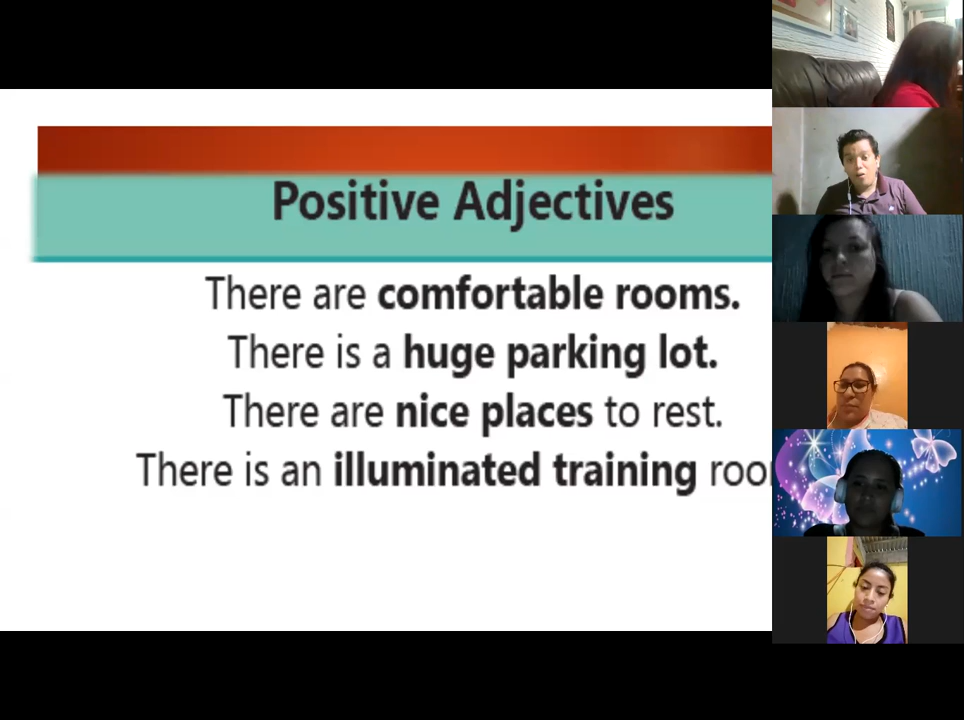 Positive Adjectives
There are comfortable rooms.
There is a huge parking lot.
There are nice places to rest.
There is an illuminated training